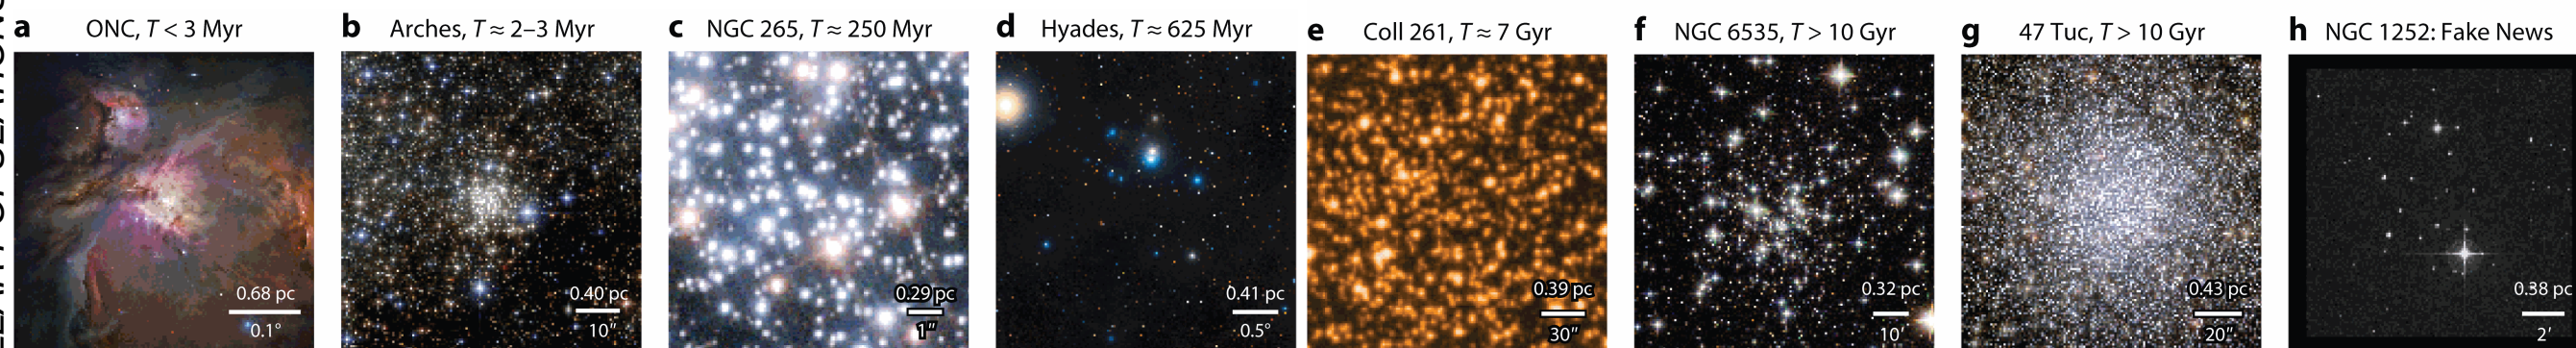 a ONC, T < 3 Myr
0.68 pc
0.1°
b Arches, T ≈ 2–3 Myr
0.40 pc
10″
c NGC 265, T ≈ 250 Myr
0.29 pc
1″
d Hyades, T ≈ 625 Myr
0.41 pc
0.5°
e Coll 261, T ≈ 7 Gyr
0.39 pc
30″
f NGC 6535, T > 10 Gyr
0.32 pc
10′
g 47 Tuc, T > 10 Gyr
0.43 pc
20″
h NGC 1252: Fake News
0.38 pc
2′